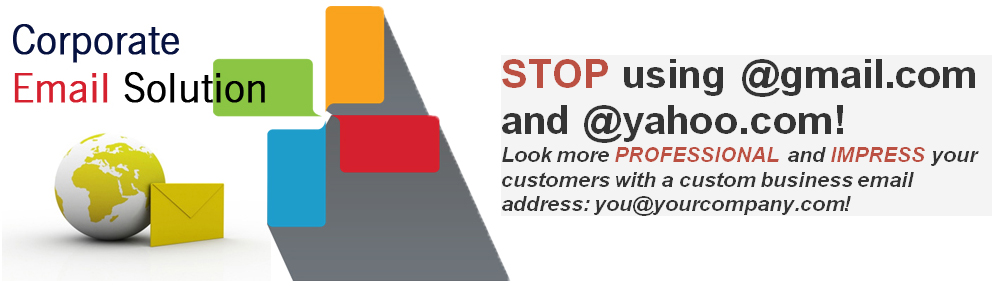 Corporate
Email Solution
STOP using @gmail.com
and @yahoo.com!
Look more PROFESSIONAL and IMPRESS your
customers with a custom business email
address: you@yourcompany.com!